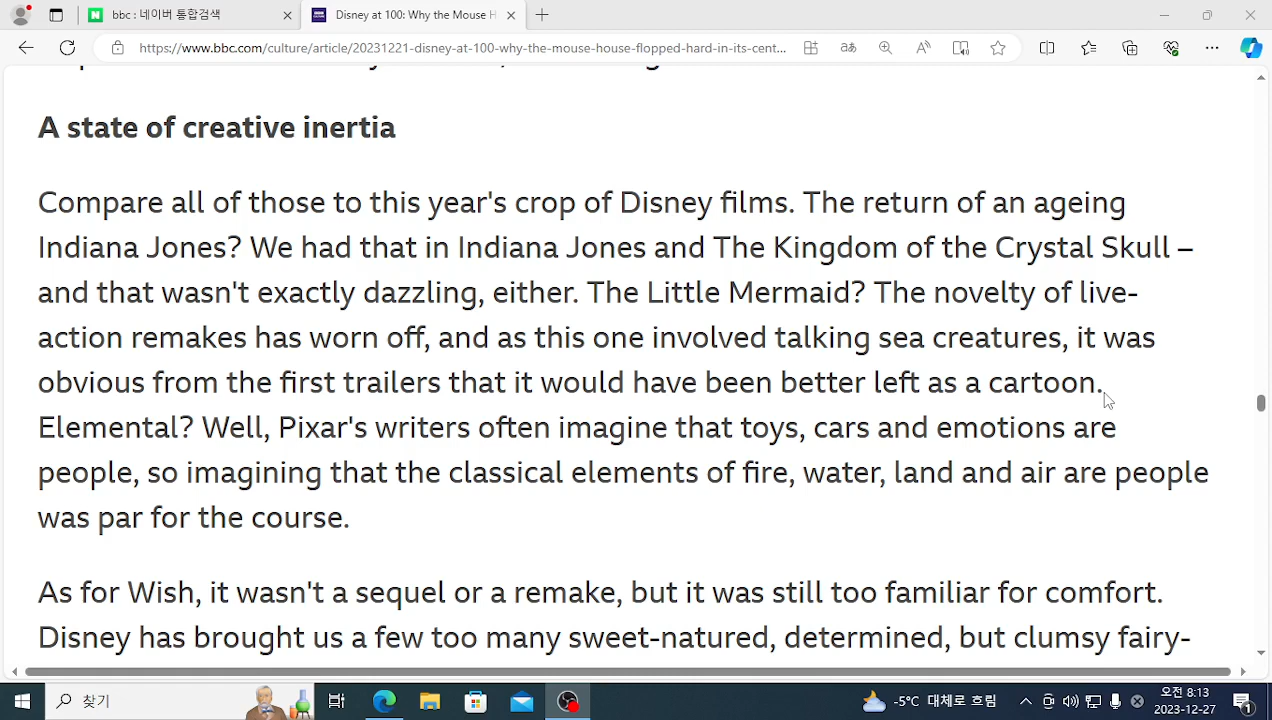 bbc : 네이버 통합검색
Disney at 100: Why the Mouse H
https://www.bbc.com/culture/article/20231221-disney-at-100-why-the-mouse-house-flopped-hard-in-its-cent...
A state of creative inertia
Compare all of those to this year's crop of Disney films. The return of an ageing
Indiana Jones? We had that in Indiana Jones and The Kingdom of the Crystal Skull –
and that wasn't exactly dazzling, either. The Little Mermaid? The novelty of live-
action remakes has worn off, and as this one involved talking sea creatures, it was
obvious from the first trailers that it would have been better left as a cartoon.
Elemental? Well, Pixar's writers often imagine that toys, cars and emotions are
people, so imagining that the classical elements of fire, water, land and air are people
was par for the course.
As for Wish, it wasn't a sequel or a remake, but it was still too familiar for comfort.
Disney has brought us a few too many sweet-natured, determined, but clumsy fairy-
찾기
-5°C 대체로 흐림
오전 8:13
2023-12-27
1